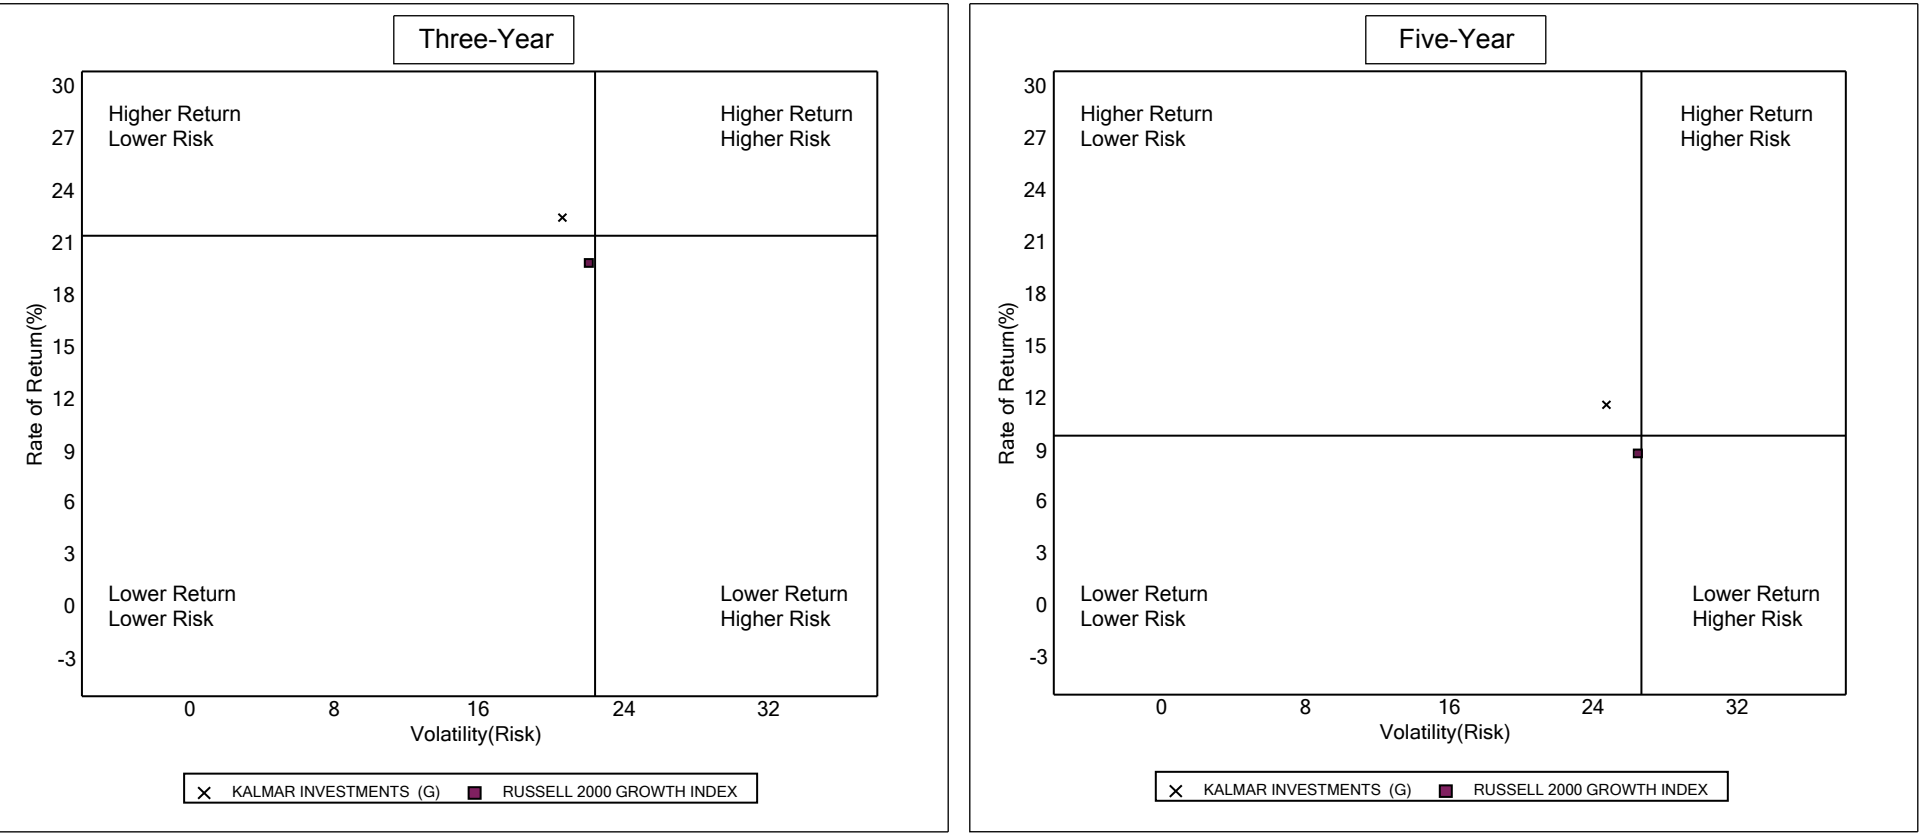 Three-Year
30
27
24
21
18
15
12
9
6
3
0
-3
Rate of Return(%)
Higher Return
Lower Risk
Higher Return
Higher Risk
Lower Return
Lower Risk
Lower Return
Higher Risk
0 8 16 24 32
Volatility(Risk)
KALMAR INVESTMENTS (G) RUSSELL 2000 GROWTH INDEX
Five-Year
30
27
24
21
18
15
12
9
6
3
0
-3
Rate of Return(%)
Higher Return
Lower Risk
Higher Return
Higher Risk
Lower Return
Lower Risk
Lower Return
Higher Risk
0 8 16 24 32
Volatility(Risk)
KALMAR INVESTMENTS (G) RUSSELL 2000 GROWTH INDEX